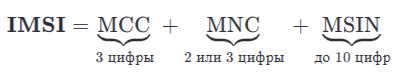 IMSI = MCC + MNC + MSIN
3 цифры 2 или 3 цифры до 10 цифр